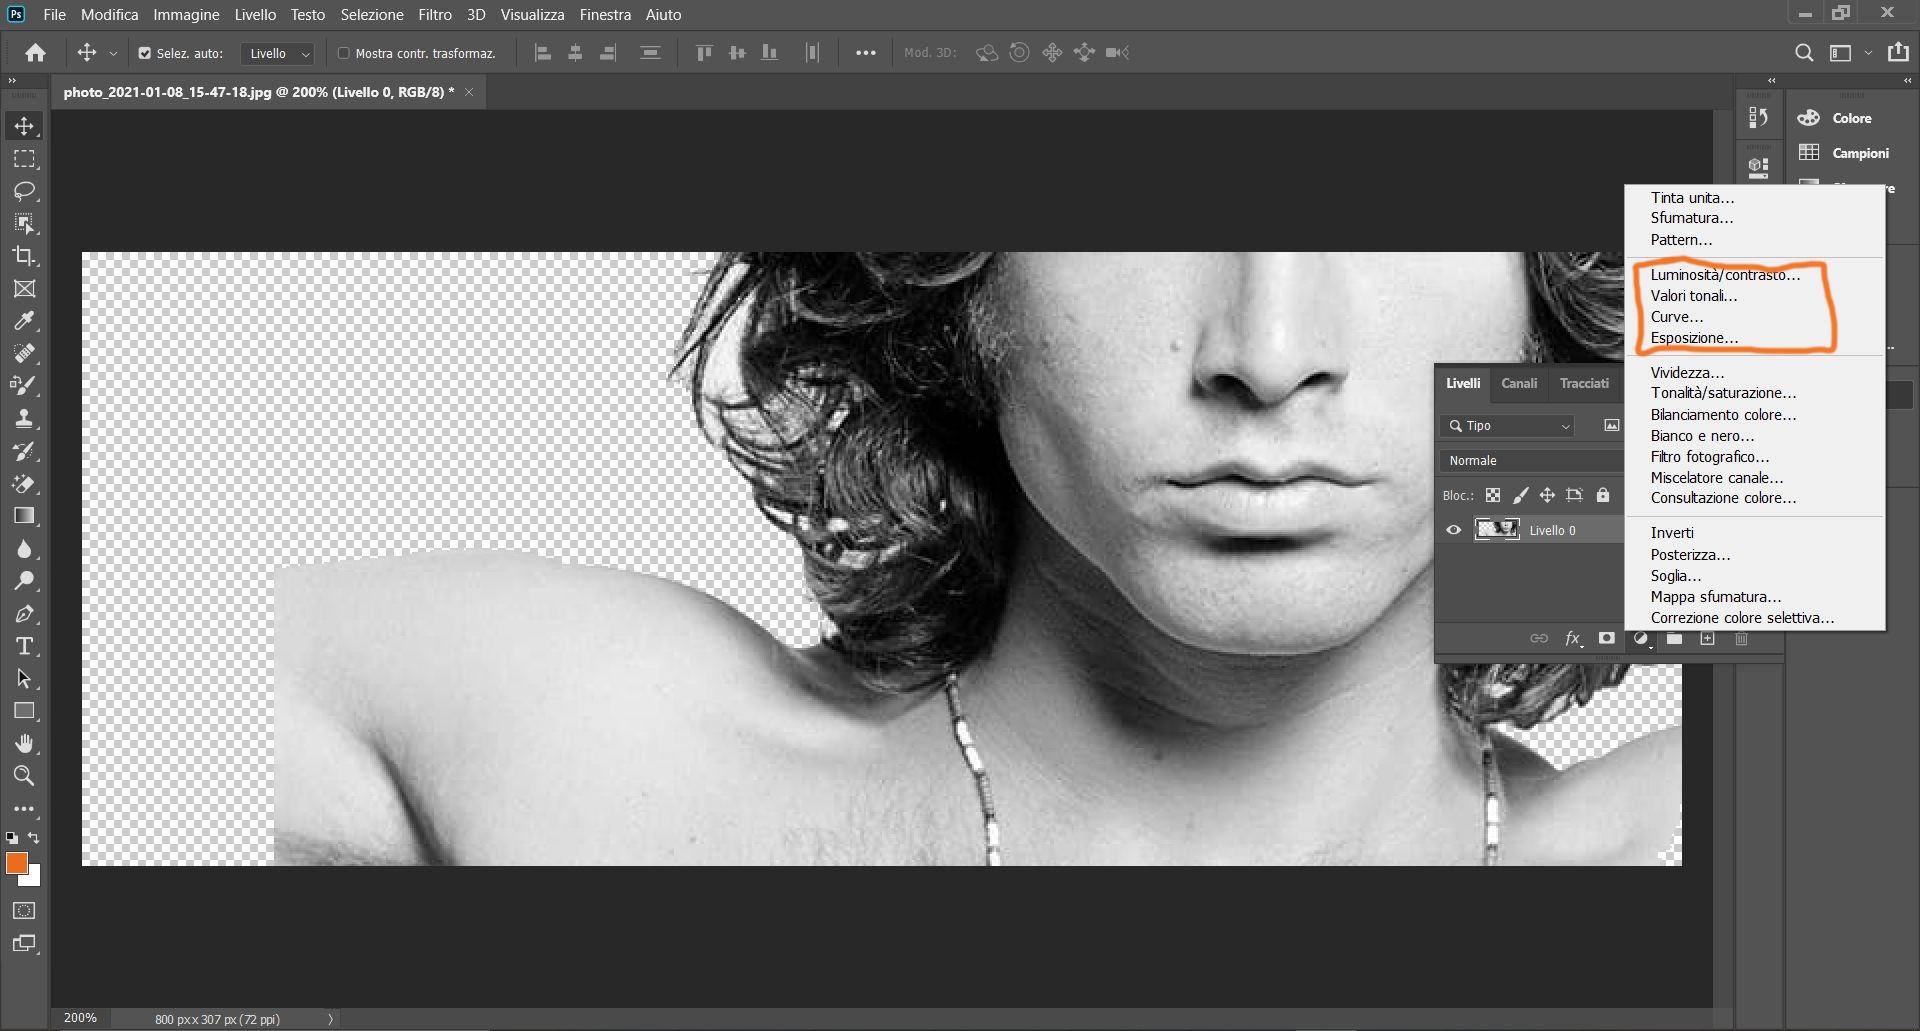 Ps File Modifica Immagine Livello Testo Selezione Filtro 3D Visualizza Finestra Aiuto
Selez. auto: Livello Mostra contr. trasformaz. Mod. 3D:
photo_2021-01-08_15-47-18.jpg @ 200% (Livello 0, RGB/8) *
Colore
Campioni
Tinta unita...
Sfumatura...
Pattern...
Luminosità/contrasto...
Valori tonali...
Curve...
Esposizione...
Vividezza...
Tonalità/saturazione...
Bilanciamento colore...
Bianco e nero...
Filtro fotografico...
Miscelatore canale...
Consultazione colore...
Inverti
Posterizza...
Soglia...
Mappa sfumatura...
Correzione colore selettiva...
Livelli Canali Tracciati
Tipo
Normale
Bloc.:
Livello 0
fx
200% 800 px x 307 px (72 ppi)